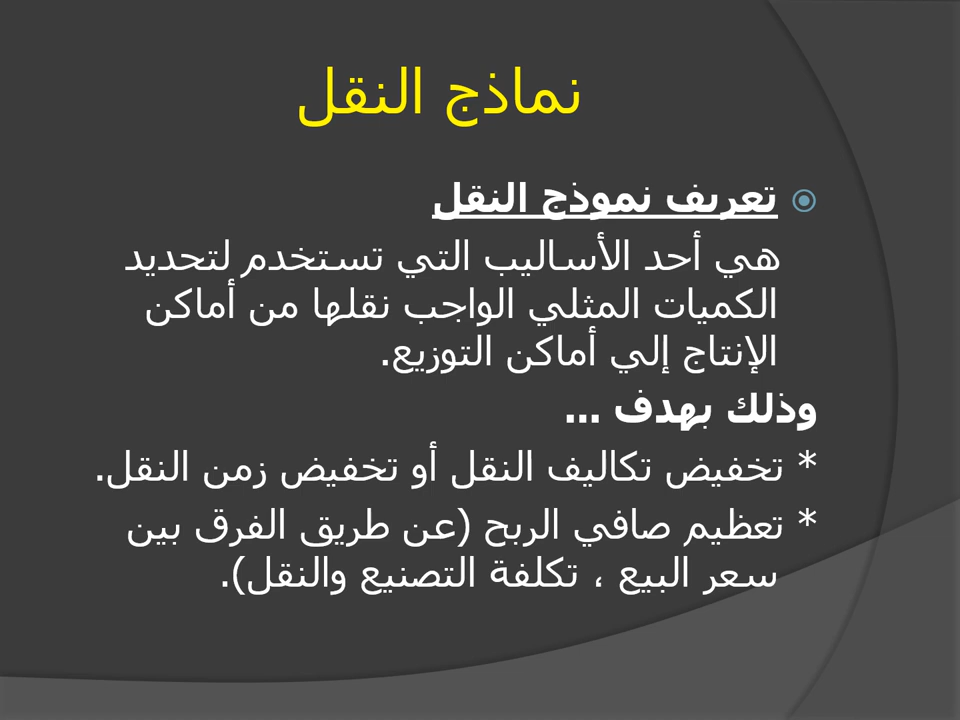 نماذج النقل
تعريف نموذج النقل
هي أحد الأساليب التي تستخدم لتحديد
الكميات المثلي الواجب نقلها من أماكن
الإنتاج إلي أماكن التوزيع.
وذلك بهدف ...
* تخفيض تكاليف النقل أو تخفيض زمن النقل.
* تعظيم صافي الربح (عن طريق الفرق بين
سعر البيع ، تكلفة التصنيع والنقل).